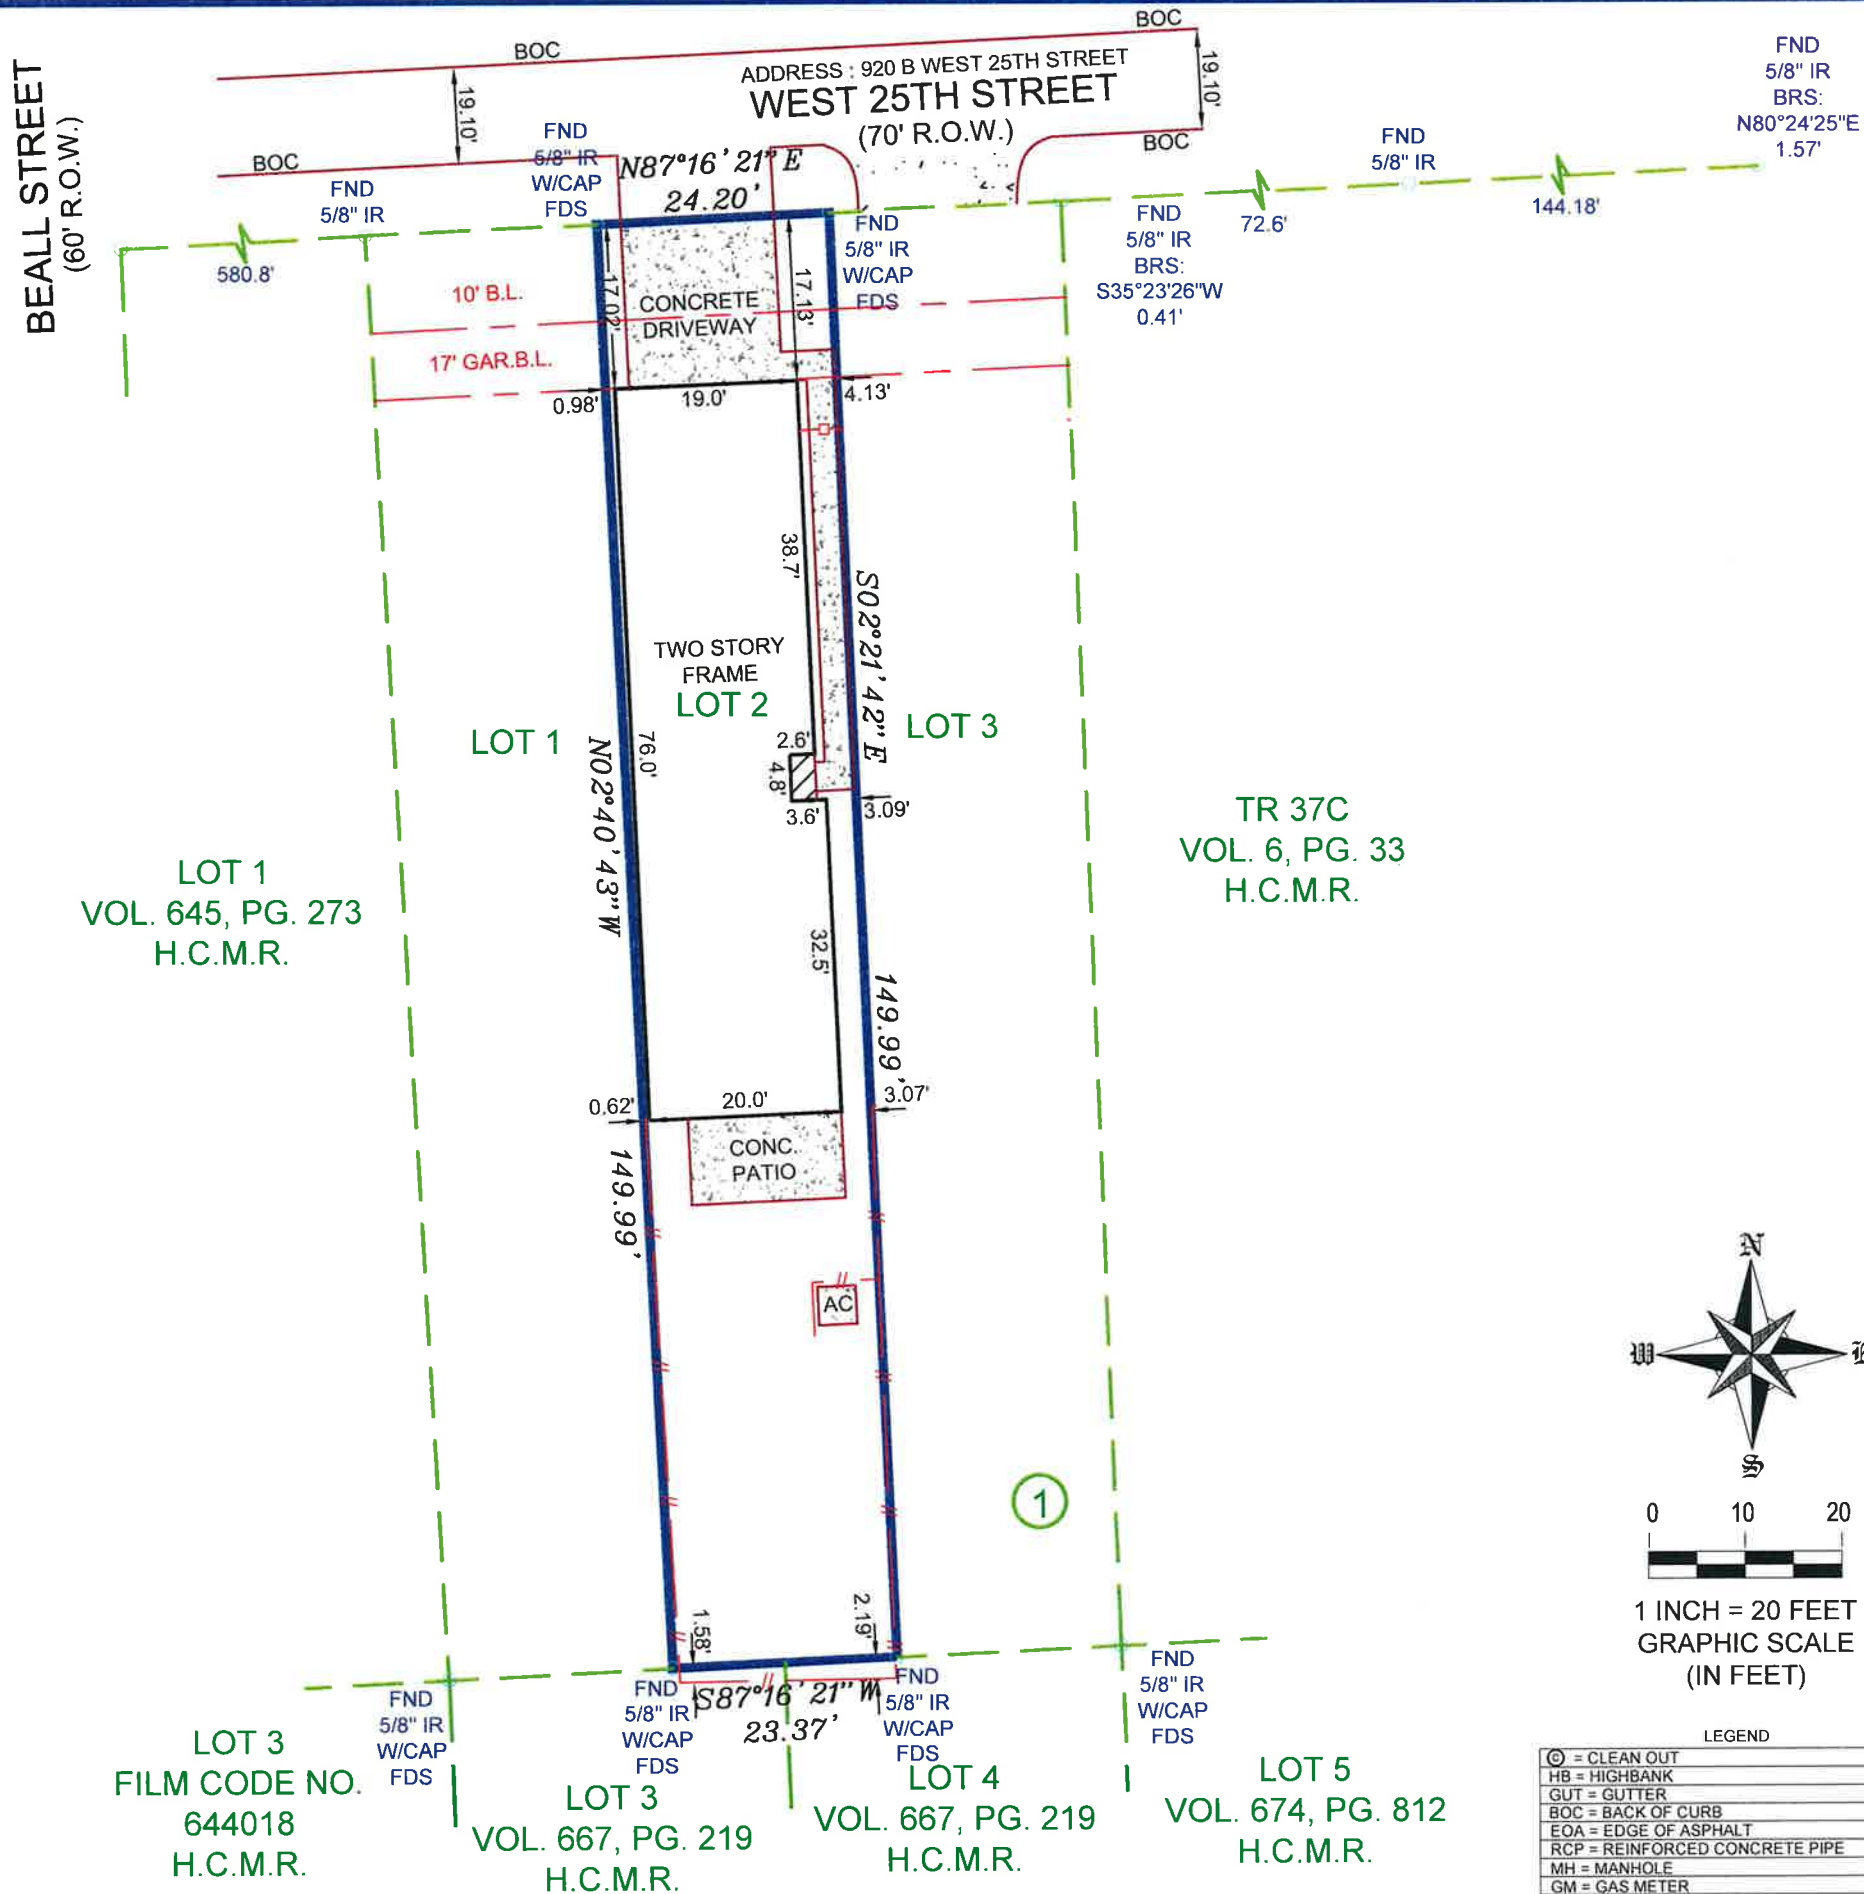 BOC
BOC
ADDRESS : 920 B WEST 25TH STREET
WEST 25TH STREET
(70' R.O.W.)
19.10'
19.10'
BOC
BOC
BEALL STREET
(60' R.O.W.)
FND
5/8" IR
BRS:
N80°24'25"E
1.57'
FND
5/8" IR
W/CAP
FDS
N87°16'21"E
24.20'
FND
5/8" IR
FND
5/8" IR
FND
5/8" IR
W/CAP
FDS
FND
5/8" IR
BRS:
S35°23'26"W
0.41'
580.8'
72.6'
144.18'
10' B.L.
17' GAR.B.L.
17.02'
CONCRETE
DRIVEWAY
17.13'
0.98'
19.0'
4.13'
38.7'
TWO STORY
FRAME
LOT 2
LOT 1
LOT 3
S02°21'42"E
N02°40'43"W
76.0'
2.6'
4.8'
3.6'
3.09'
TR 37C
VOL. 6, PG. 33
H.C.M.R.
LOT 1
VOL. 645, PG. 273
H.C.M.R.
32.5'
149.99'
0.62'
20.0'
3.07'
CONC.
PATIO
149.99'
AC
1
1.58'
2.19'
FND
5/8" IR
W/CAP
FDS
FND
5/8" IR
W/CAP
FDS
S87°16'21"W
23.37'
FND
5/8" IR
W/CAP
FDS
FND
5/8" IR
W/CAP
FDS
LOT 3
FILM CODE NO.
644018
H.C.M.R.
LOT 3
VOL. 667, PG. 219
H.C.M.R.
LOT 4
VOL. 667, PG. 219
H.C.M.R.
LOT 5
VOL. 674, PG. 812
H.C.M.R.
N
W
E
S
0 10 20
1 INCH = 20 FEET
GRAPHIC SCALE
(IN FEET)
LEGEND
© = CLEAN OUT
HB = HIGHBANK
GUT = GUTTER
BOC = BACK OF CURB
EOA = EDGE OF ASPHALT
RCP = REINFORCED CONCRETE PIPE
MH = MANHOLE
GM = GAS METER